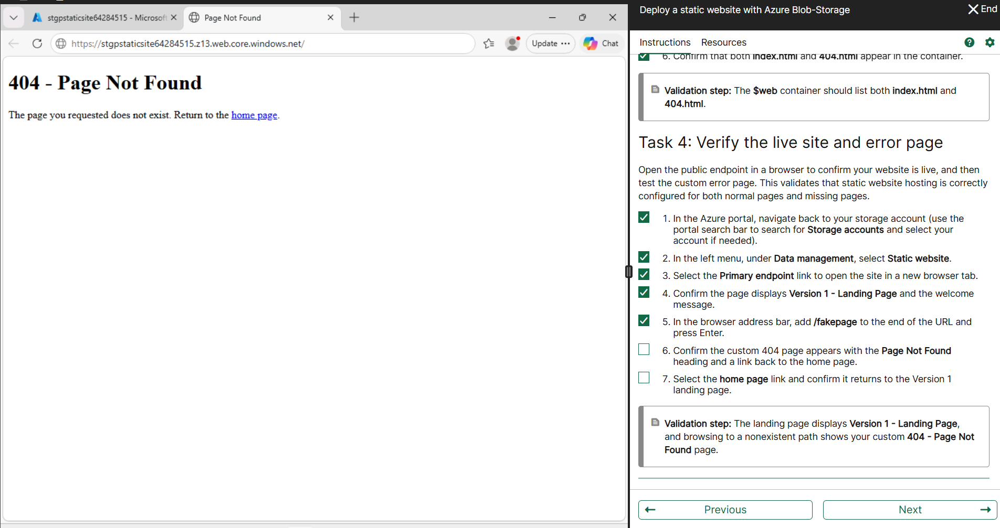 stgpstaticsite64284515 - Microsoft
Page Not Found
https://stgpstaticsite64284515.z13.web.core.windows.net/
Update
Chat
404 - Page Not Found
The page you requested does not exist. Return to the home page.
Deploy a static website with Azure Blob-Storage
End
Instructions
Resources
6. Confirm that both index.html and 404.html appear in the container.
Validation step: The $web container should list both index.html and
404.html.
Task 4: Verify the live site and error page
Open the public endpoint in a browser to confirm your website is live, and then
test the custom error page. This validates that static website hosting is correctly
configured for both normal pages and missing pages.
1. In the Azure portal, navigate back to your storage account (use the
portal search bar to search for Storage accounts and select your
account if needed).
2. In the left menu, under Data management, select Static website.
3. Select the Primary endpoint link to open the site in a new browser tab.
4. Confirm the page displays Version 1 - Landing Page and the welcome
message.
5. In the browser address bar, add /fakepage to the end of the URL and
press Enter.
6. Confirm the custom 404 page appears with the Page Not Found
heading and a link back to the home page.
7. Select the home page link and confirm it returns to the Version 1
landing page.
Validation step: The landing page displays Version 1 - Landing Page,
and browsing to a nonexistent path shows your custom 404 - Page Not
Found page.
Previous
Next